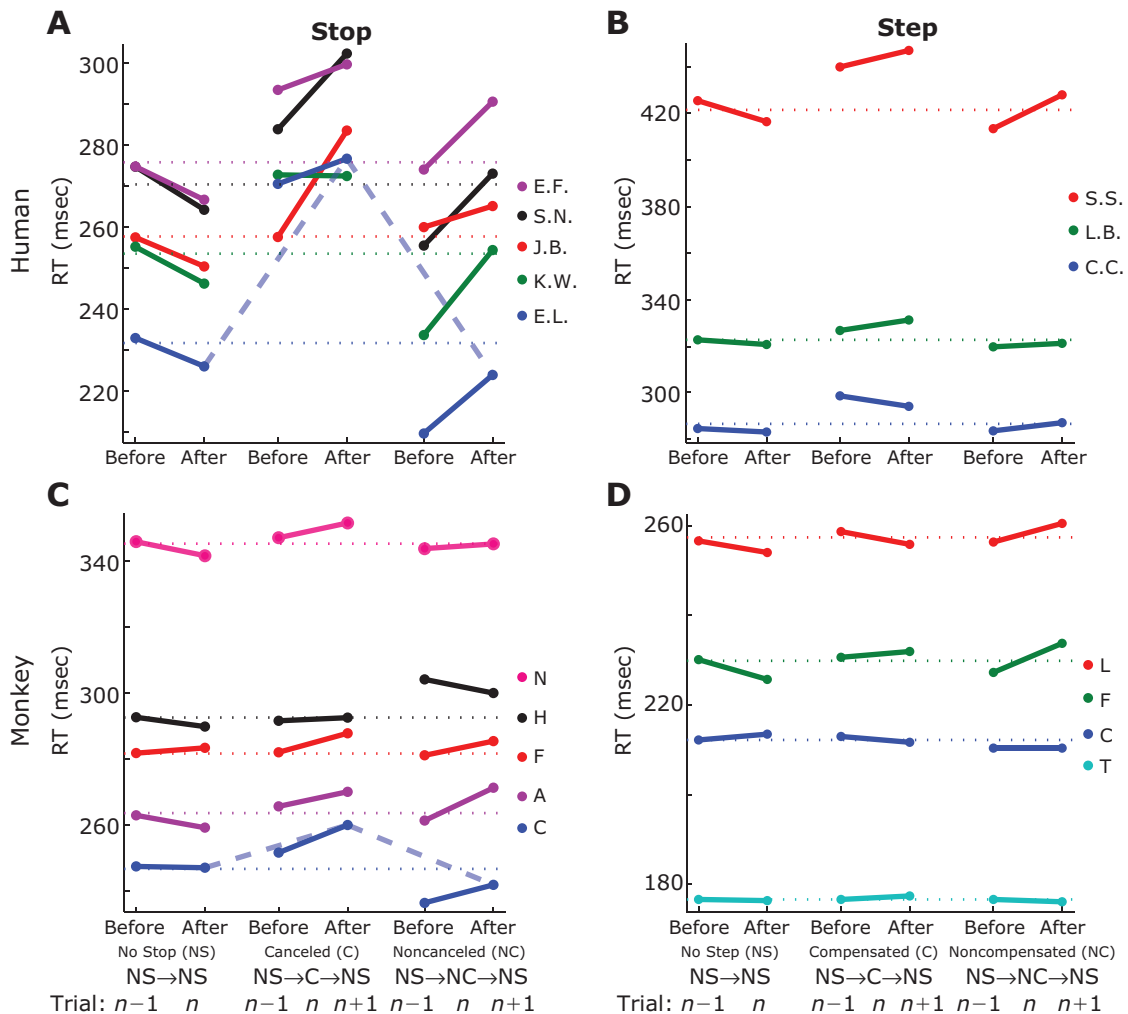 A
Stop
300
280
260
240
220
RT (msec)
Human
E.F.
S.N.
J.B.
K.W.
E.L.
Before After Before After Before After
B
Step
420
380
340
300
RT (msec)
S.S.
L.B.
C.C.
Before After Before After Before After
C
340
300
260
RT (msec)
Monkey
N
H
F
A
C
Before After Before After Before After
No Stop (NS) Canceled (C) Noncanceled (NC)
NS→NS NS→C→NS NS→NC→NS
Trial: n−1 n n−1 n n+1 n−1 n n+1
D
260
220
180
RT (msec)
L
F
C
T
Before After Before After Before After
No Step (NS) Compensated (C) Noncompensated (NC)
NS→NS NS→C→NS NS→NC→NS
Trial: n−1 n n−1 n n+1 n−1 n n+1